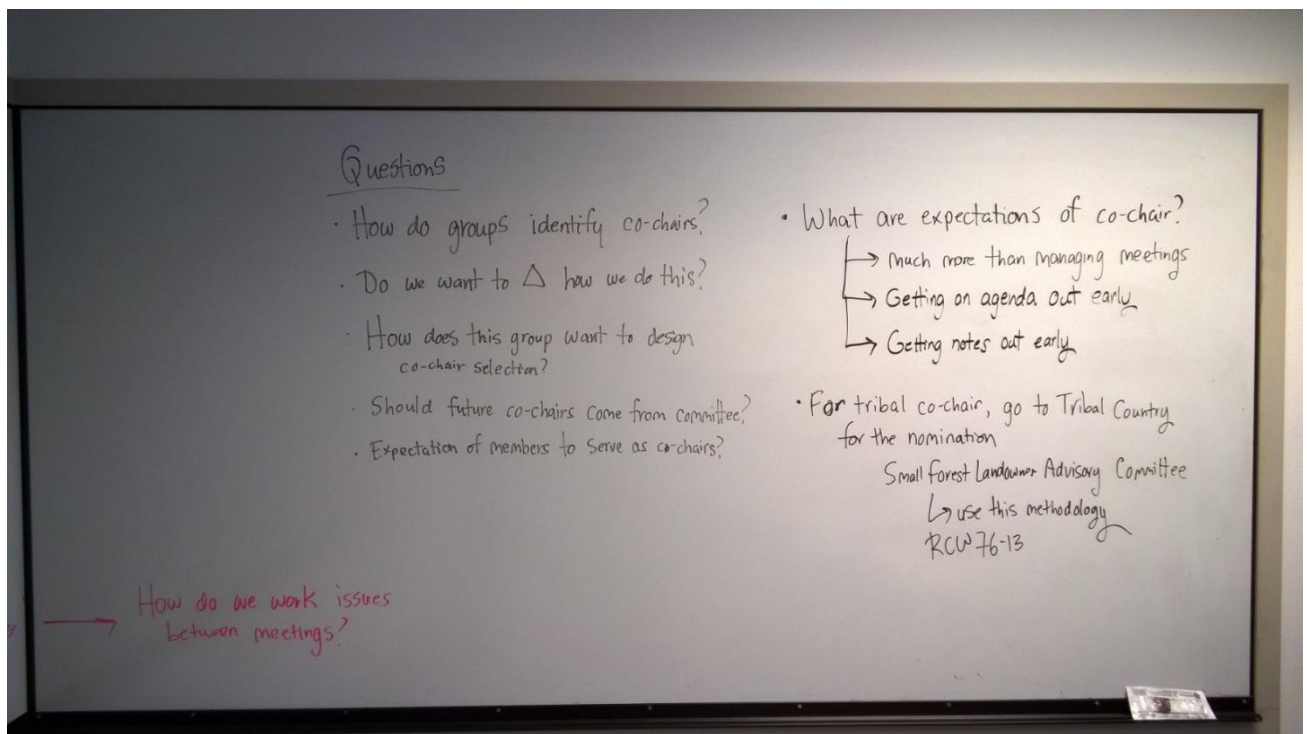 Questions
· How do groups identify co-chairs?
· Do we want to Δ how we do this?
· How does this group want to design
co-chair selection?
· Should future co-chairs come from committee?
· Expectation of members to serve as co-chairs?
· What are expectations of co-chair?
→ Much more than managing meetings
→ Getting an agenda out early
→ Getting notes out early
· For tribal co-chair, go to Tribal Country
for the nomination
Small Forest Landowner Advisory Committee
↳ use this methodology
RCW 76-13
→ How do we work issues
between meetings?